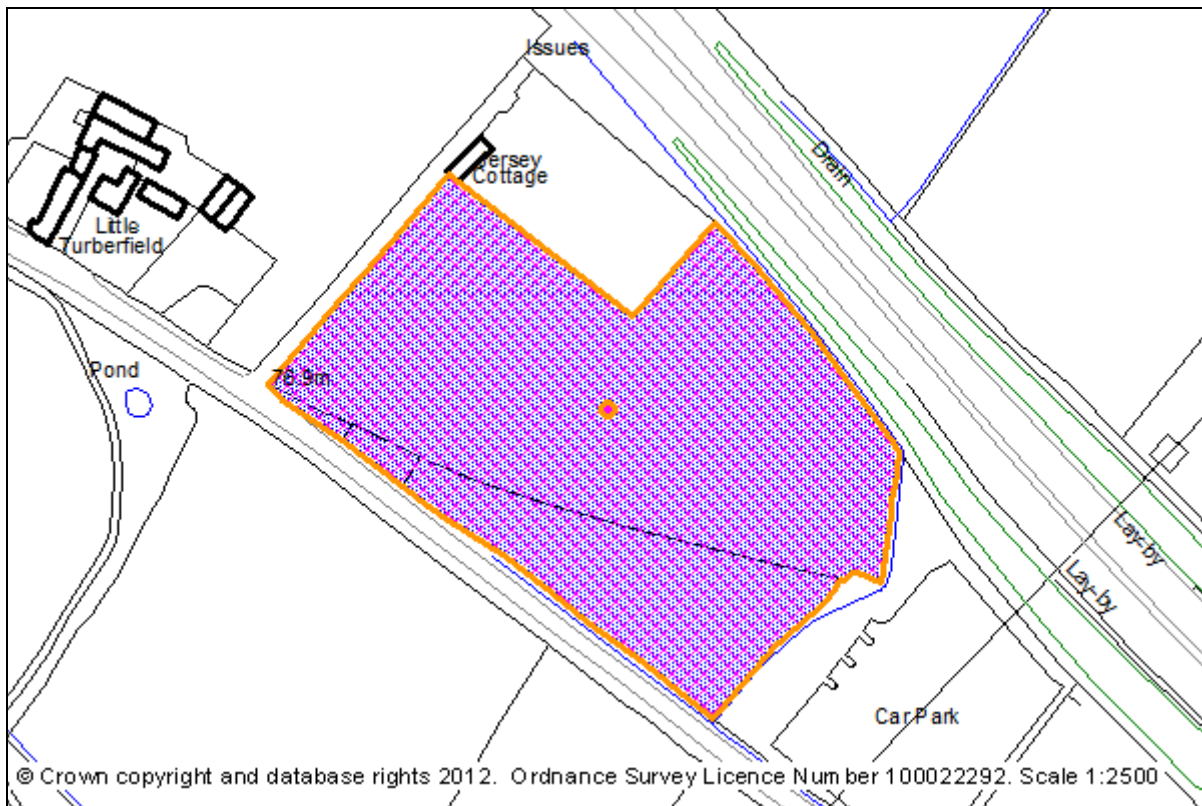 Issues
Drain
Jersey
Cottage
Little
Turberfield
76.9m
Pond
Lay-by
Lay-by
Car Park
© Crown copyright and database rights 2012. Ordnance Survey Licence Number 100022292. Scale 1:2500